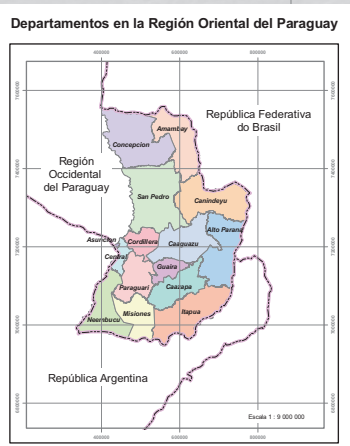 Departamentos en la Región Oriental del Paraguay
República Federativa
do Brasil
Amambay
Concepcion
Región
Occidental
del Paraguay
San Pedro
Canindeyu
Alto Parana
Asuncion
Cordillera
Caaguazu
Central
Guaira
Paraguari
Caazapa
Misiones
Itapua
Ñeembucu
República Argentina
Escala 1 : 9 000 000